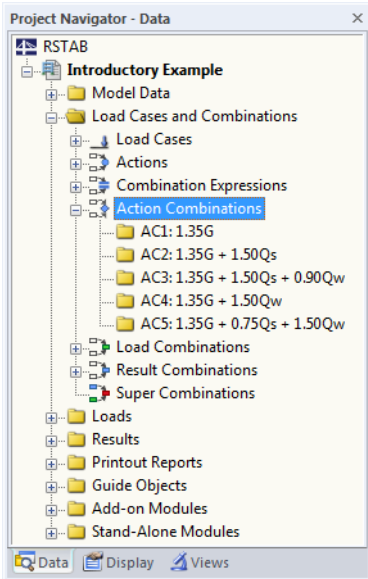 Project Navigator - Data
RSTAB
Introductory Example
Model Data
Load Cases and Combinations
Load Cases
Actions
Combination Expressions
Action Combinations
AC1: 1.35G
AC2: 1.35G + 1.50Qs
AC3: 1.35G + 1.50Qs + 0.90Qw
AC4: 1.35G + 1.50Qw
AC5: 1.35G + 0.75Qs + 1.50Qw
Load Combinations
Result Combinations
Super Combinations
Loads
Results
Printout Reports
Guide Objects
Add-on Modules
Stand-Alone Modules
Data Display Views